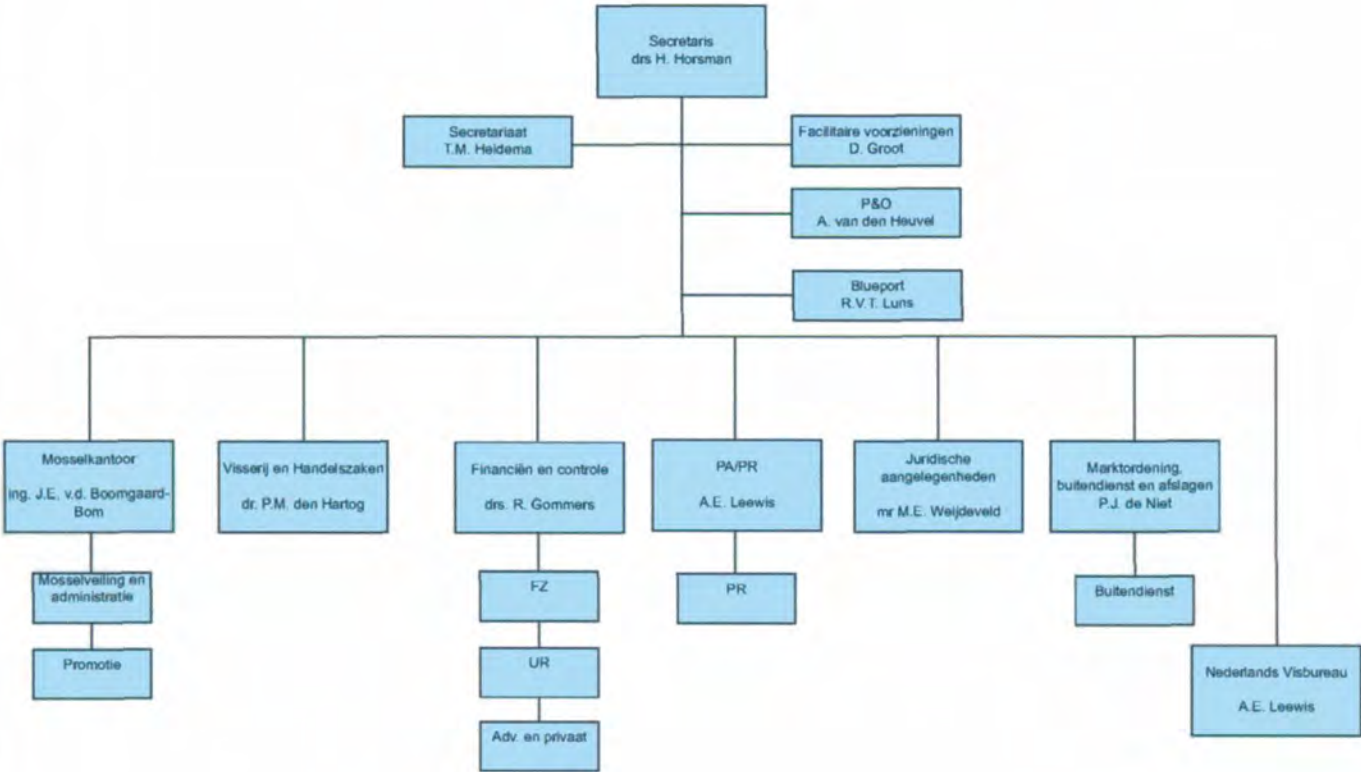 Secretaris
drs H. Horsman
Secretariaat
T.M. Heidema
Facilitaire voorzieningen
D. Groot
P&O
A. van den Heuvel
Blueport
R.V.T. Luns
Mosselkantoor
ing. J.E. v.d. Boomgaard-
Bom
Visserij en Handelszaken
dr. P.M. den Hartog
Financiën en controle
drs. R. Gommers
PA/PR
A.E. Leewis
Juridische
aangelegenheden
mr M.E. Weijdeveld
Marktordening,
buitendienst en afslagen
P.J. de Niet
Mosselveiling en
administratie
FZ
PR
Buitendienst
Promotie
UR
Nederlands Visbureau
A.E. Leewis
Adv. en privaat